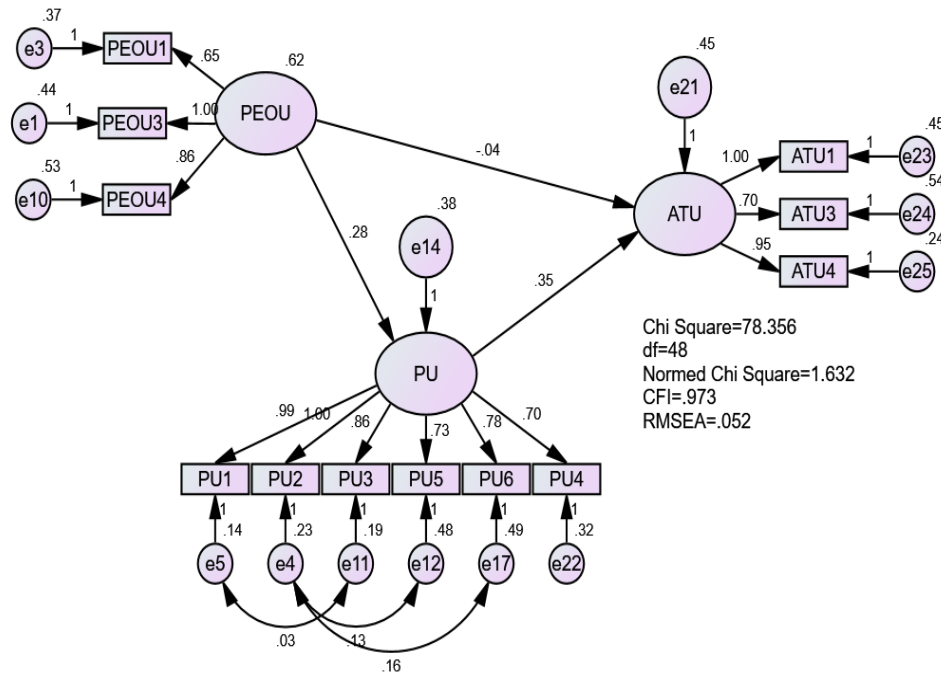 .37
e3
1
PEOU1
.65
.62
PEOU
.44
e1
1
PEOU3
1.00
.53
e10
1
PEOU4
.86
.45
e21
1
-.04
ATU
1.00
ATU1
1
.45
e23
.70
ATU3
1
.54
e24
.95
ATU4
1
.24
e25
.28
.38
e14
1
.35
PU
Chi Square=78.356
df=48
Normed Chi Square=1.632
CFI=.973
RMSEA=.052
.99
1.00
.86
.73
.78
.70
PU1
PU2
PU3
PU5
PU6
PU4
1
1
1
1
1
1
.14
.23
.19
.48
.49
.32
e5
e4
e11
e12
e17
e22
.03
.13
.16